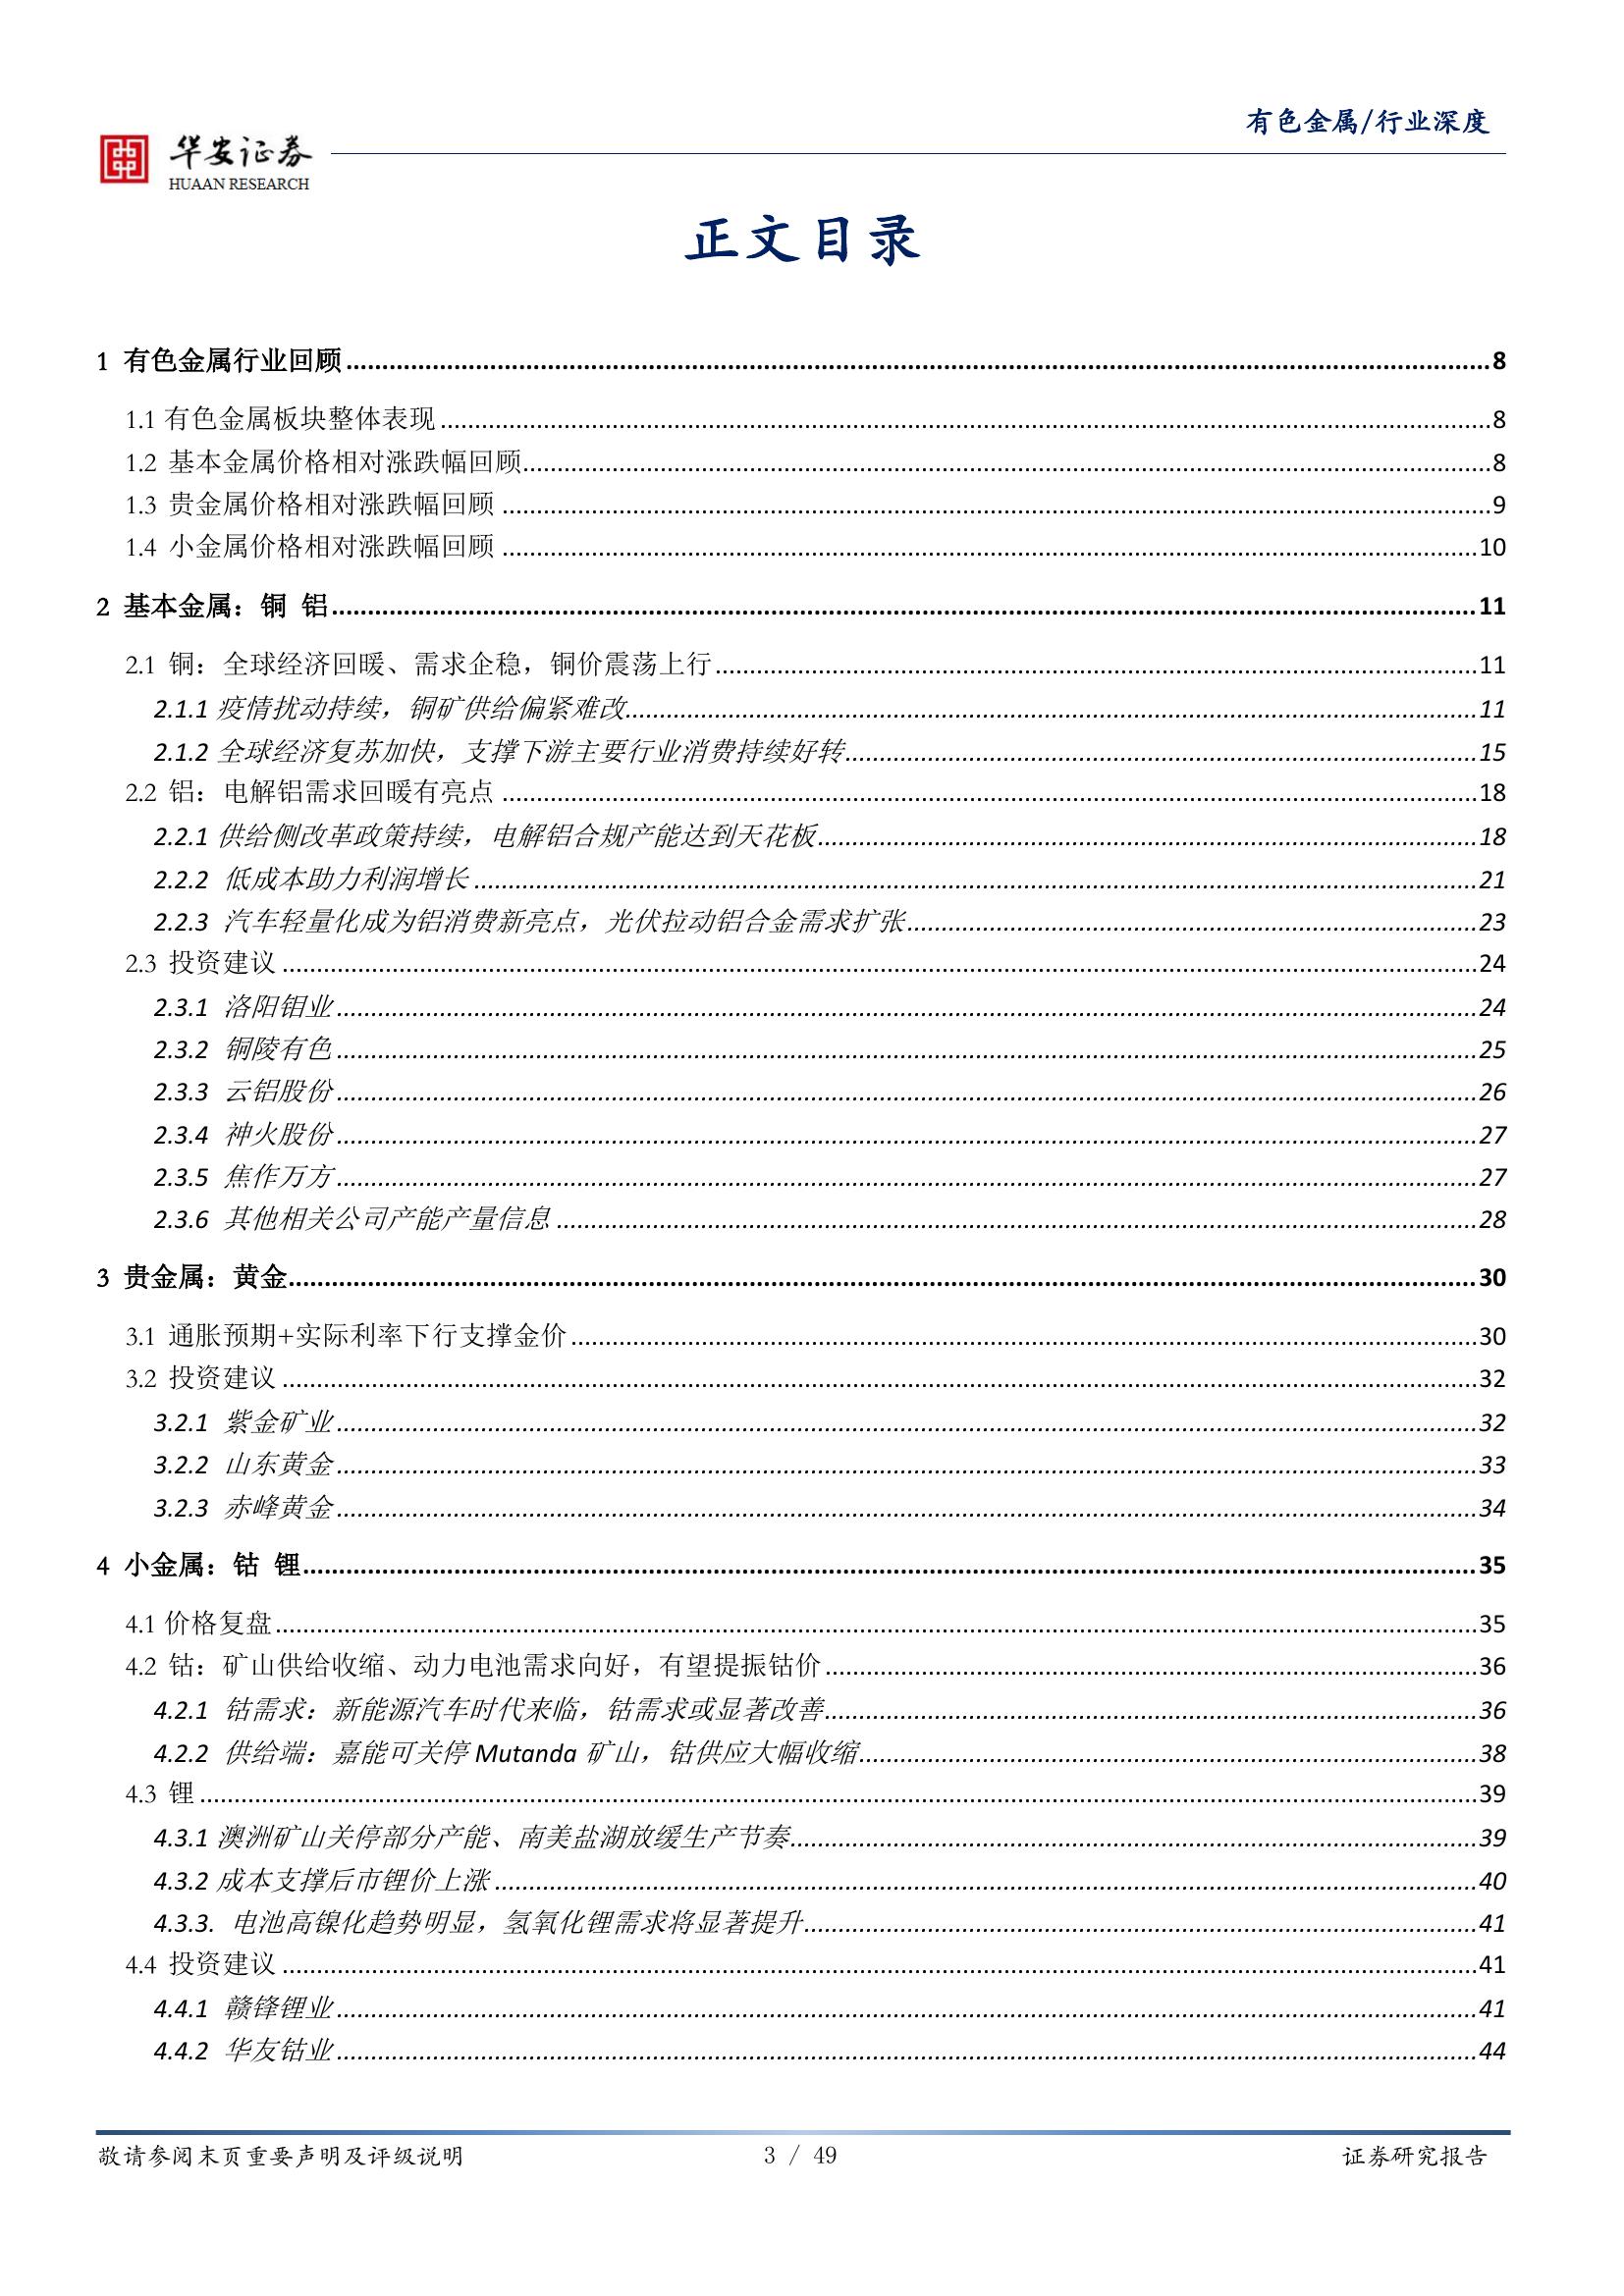 有色金属/行业深度
华安证券
HUAAN RESEARCH
正文目录
1 有色金属行业回顾........8
1.1 有色金属板块整体表现........8
1.2 基本金属价格相对涨跌幅回顾........8
1.3 贵金属价格相对涨跌幅回顾........9
1.4 小金属价格相对涨跌幅回顾........10
2 基本金属：铜 铝........11
2.1 铜：全球经济回暖、需求企稳，铜价震荡上行........11
2.1.1 疫情扰动持续，铜矿供给偏紧难改........11
2.1.2 全球经济复苏加快，支撑下游主要行业消费持续好转........15
2.2 铝：电解铝需求回暖有亮点........18
2.2.1 供给侧改革政策持续，电解铝合规产能达到天花板........18
2.2.2 低成本助力利润增长........21
2.2.3 汽车轻量化成为铝消费新亮点，光伏拉动铝合金需求扩张........23
2.3 投资建议........24
2.3.1 洛阳钼业........24
2.3.2 铜陵有色........25
2.3.3 云铝股份........26
2.3.4 神火股份........27
2.3.5 焦作万方........27
2.3.6 其他相关公司产能产量信息........28
3 贵金属：黄金........30
3.1 通胀预期+实际利率下行支撑金价........30
3.2 投资建议........32
3.2.1 紫金矿业........32
3.2.2 山东黄金........33
3.2.3 赤峰黄金........34
4 小金属：钴 锂........35
4.1 价格复盘........35
4.2 钴：矿山供给收缩、动力电池需求向好，有望提振钴价........36
4.2.1 钴需求：新能源汽车时代来临，钴需求或显著改善........36
4.2.2 供给端：嘉能可关停 Mutanda 矿山，钴供应大幅收缩........38
4.3 锂........39
4.3.1 澳洲矿山关停部分产能、南美盐湖放缓生产节奏........39
4.3.2 成本支撑后市锂价上涨........40
4.3.3. 电池高镍化趋势明显，氢氧化锂需求将显著提升........41
4.4 投资建议........41
4.4.1 赣锋锂业........41
4.4.2 华友钴业........44
敬请参阅末页重要声明及评级说明
3 / 49
证券研究报告